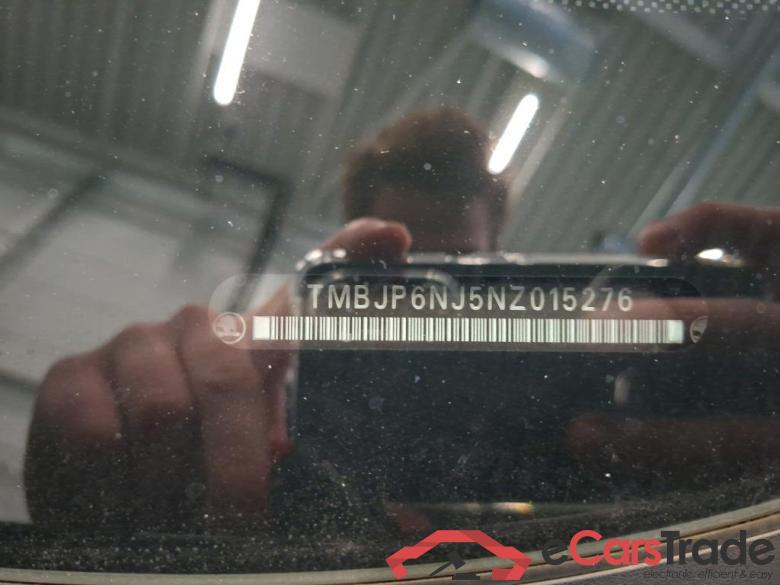 TMBJP6NJ5NZ015276
eCarsTrade
electronic, efficient & easy